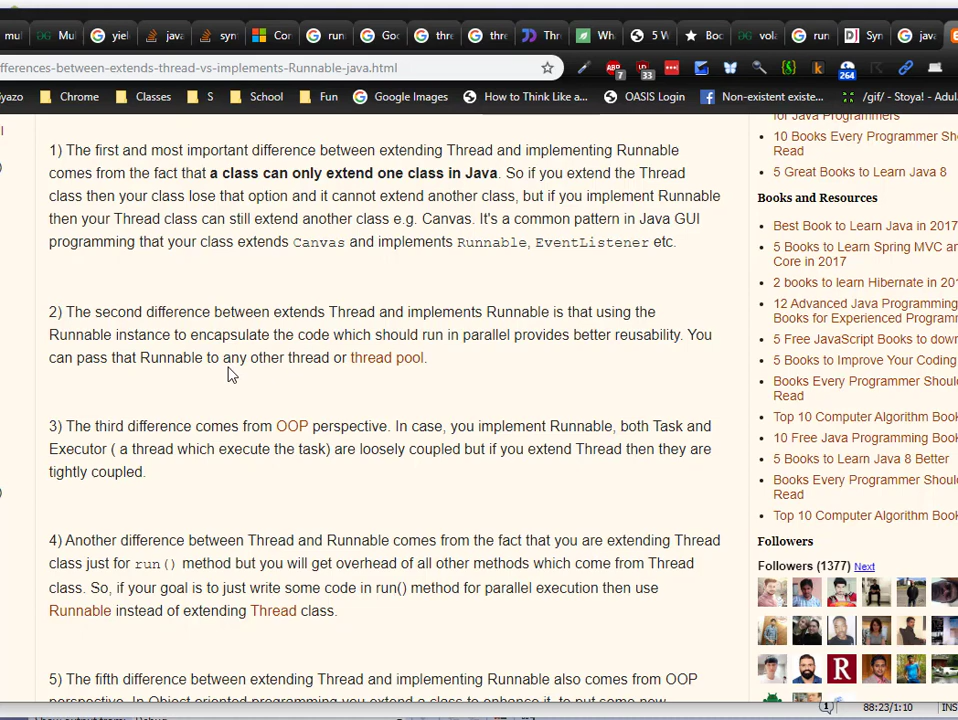 mul
Mul
yiel
java
syn
Co
run
Go
thre
thre
Thr
Wh
5 W
Boc
vola
run
Syn
java
fferences-between-extends-thread-vs-implements-Runnable-java.html
7
33
264
Gyazo
Chrome
Classes
S
School
Fun
Google Images
How to Think Like a...
OASIS Login
Non-existent existe...
/gif/ - Stoya! - Adul
1) The first and most important difference between extending Thread and implementing Runnable
comes from the fact that a class can only extend one class in Java. So if you extend the Thread
class then your class lose that option and it cannot extend another class, but if you implement Runnable
then your Thread class can still extend another class e.g. Canvas. It's a common pattern in Java GUI
programming that your class extends Canvas and implements Runnable, EventListener etc.
2) The second difference between extends Thread and implements Runnable is that using the
Runnable instance to encapsulate the code which should run in parallel provides better reusability. You
can pass that Runnable to any other thread or thread pool.
3) The third difference comes from OOP perspective. In case, you implement Runnable, both Task and
Executor ( a thread which execute the task) are loosely coupled but if you extend Thread then they are
tightly coupled.
4) Another difference between Thread and Runnable comes from the fact that you are extending Thread
class just for run() method but you will get overhead of all other methods which come from Thread
class. So, if your goal is to just write some code in run() method for parallel execution then use
Runnable instead of extending Thread class.
5) The fifth difference between extending Thread and implementing Runnable also comes from OOP
perspective. In Object-oriented programming you extend a class to enhance it, to put some new
for Java Programmers
10 Books Every Programmer Shou
Read
5 Great Books to Learn Java 8
Books and Resources
Best Book to Learn Java in 2017
5 Books to Learn Spring MVC an
Core in 2017
2 books to learn Hibernate in 201
12 Advanced Java Programming
Books for Experienced Program
5 Free JavaScript Books to down
5 Books to Improve Your Coding
Books Every Programmer Shou
Read
Top 10 Computer Algorithm Book
10 Free Java Programming Book
5 Books to Learn Java 8 Better
Books Every Programmer Shou
Read
Top 10 Computer Algorithm Book
Followers
Followers (1377) Next
R
88:23/1:10
INS